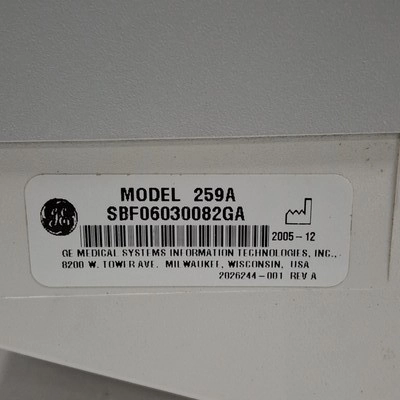 GE
MODEL 259A
SBF06030082GA
2005-12
GE MEDICAL SYSTEMS INFORMATION TECHNOLOGIES, INC.,
8200 W. TOWER AVE. MILWAUKEE, WISCONSIN, USA
2026244-001 REV A